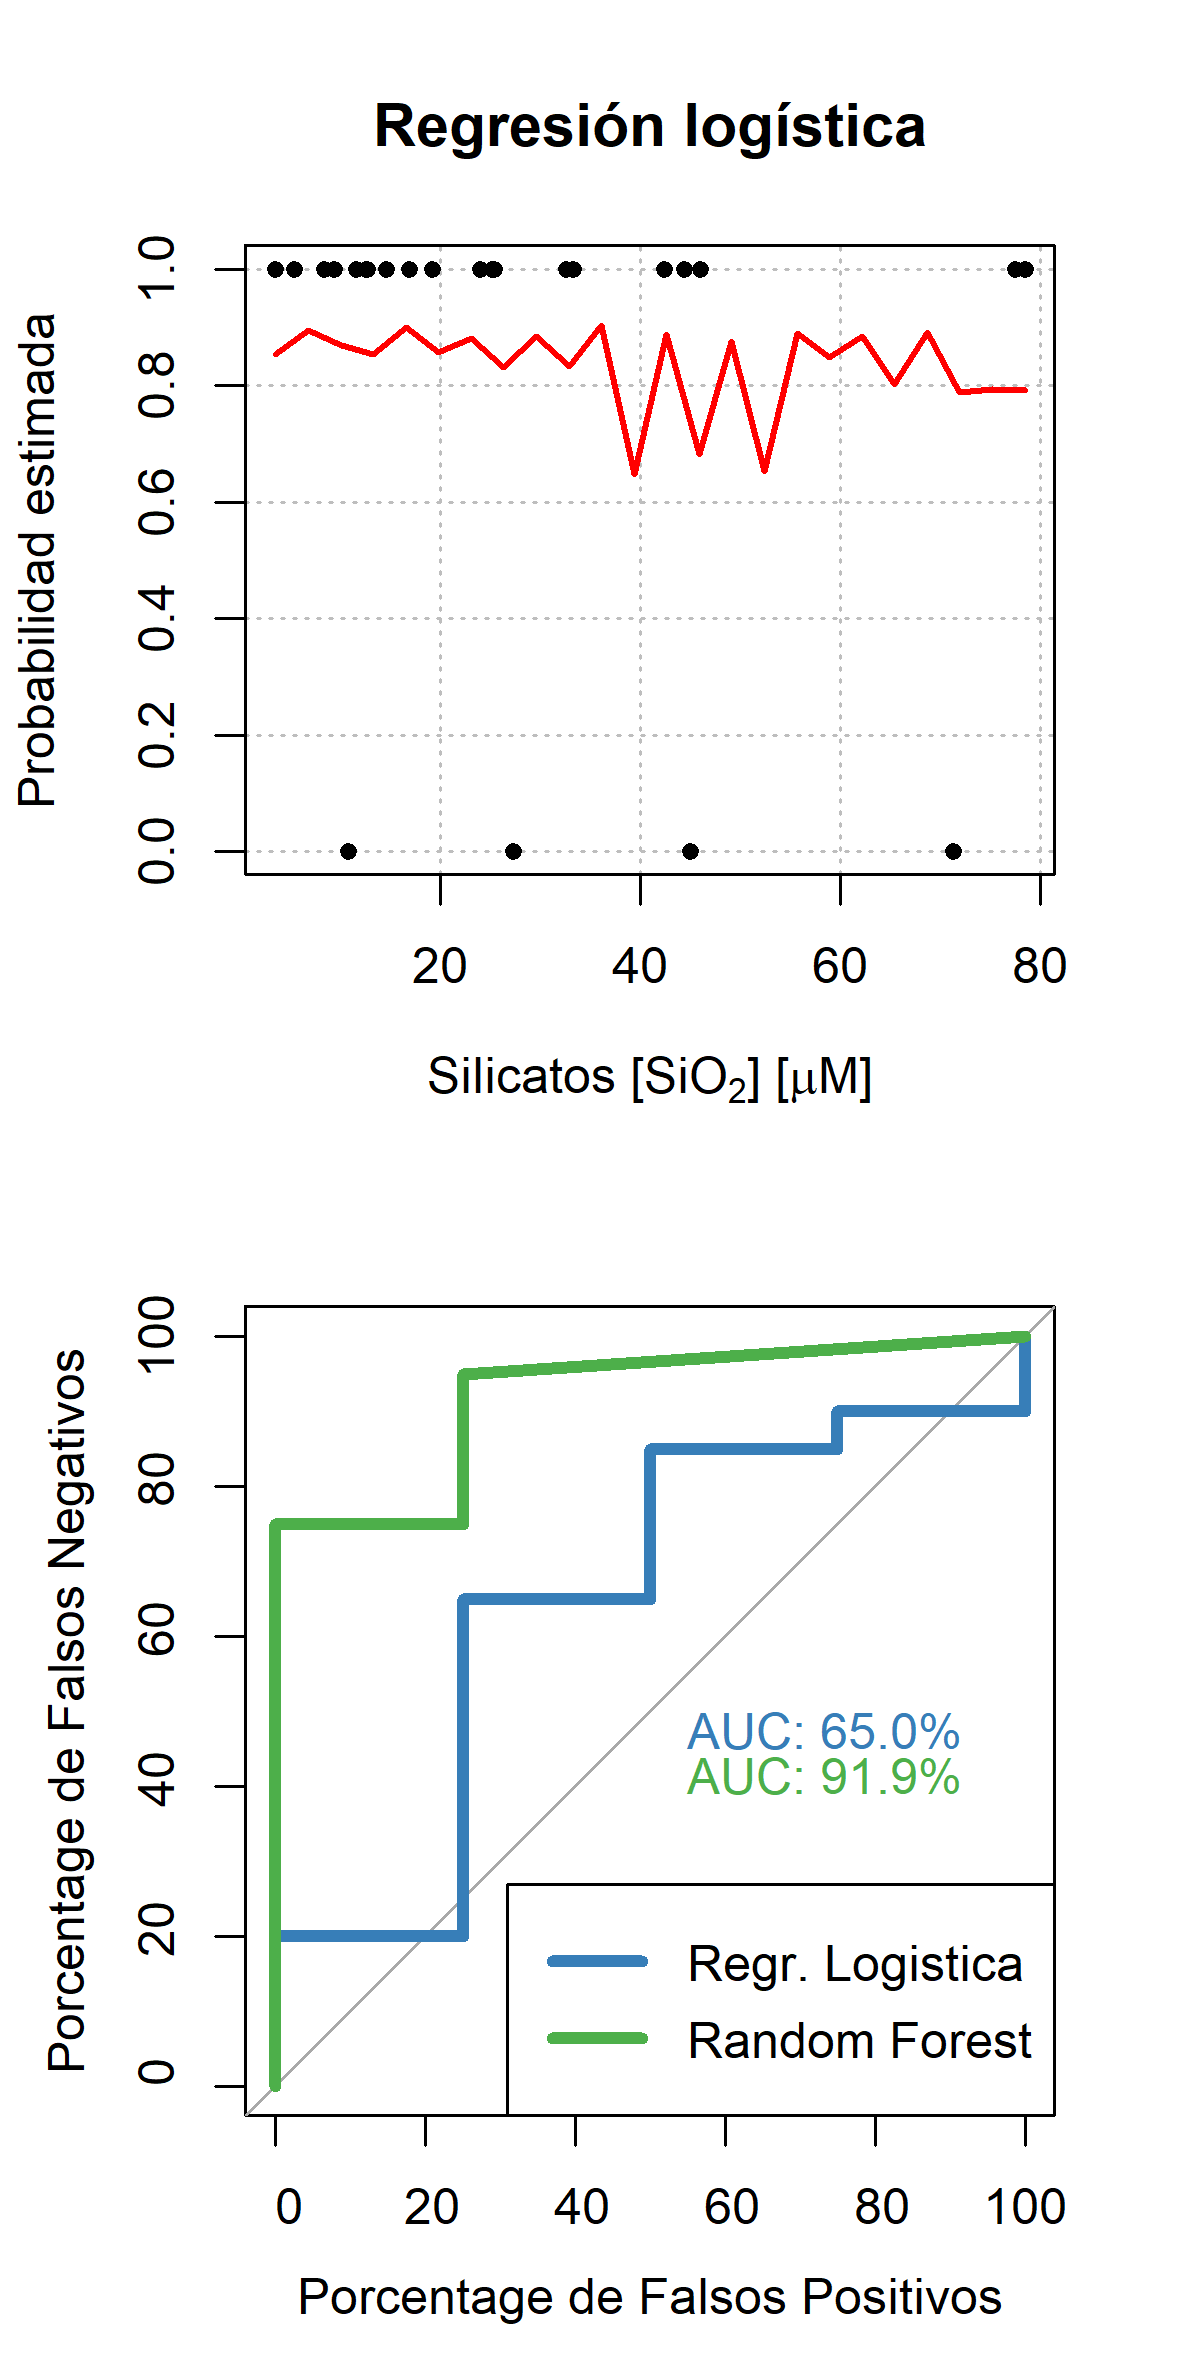 Regresión logística
Probabilidad estimada
1.0
0.8
0.6
0.4
0.2
0.0
20 40 60 80
Silicatos [SiO₂] [μM]
Porcentage de Falsos Negativos
100
80
60
40
20
0
AUC: 65.0%
AUC: 91.9%
Regr. Logistica
Random Forest
0 20 40 60 80 100
Porcentage de Falsos Positivos